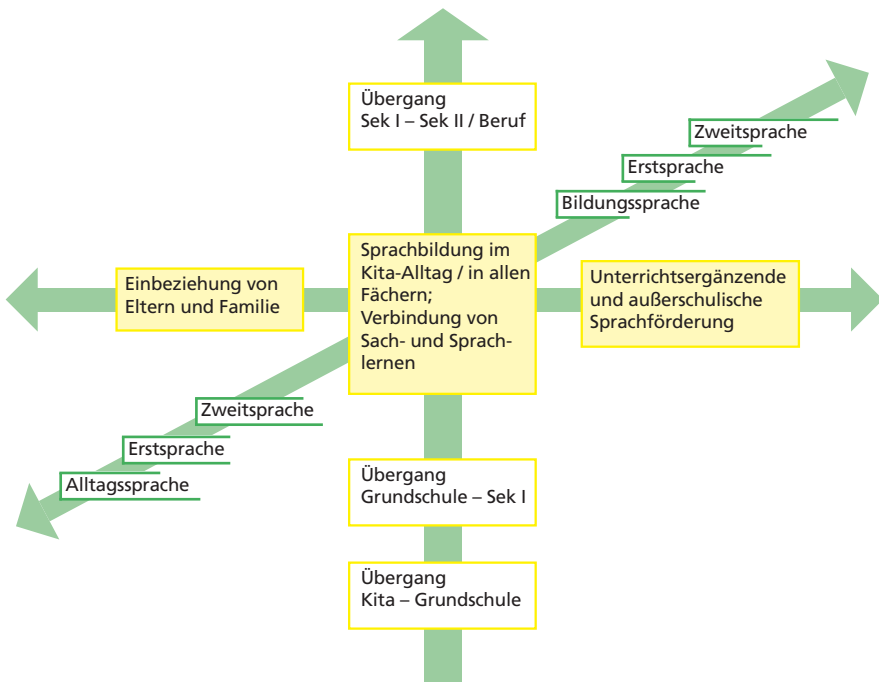 Übergang
Sek I – Sek II / Beruf
Zweitsprache
Erstsprache
Bildungssprache
Einbeziehung von
Eltern und Familie
Sprachbildung im
Kita-Alltag / in allen
Fächern;
Verbindung von
Sach- und Sprach-
lernen
Unterrichtsergänzende
und außerschulische
Sprachförderung
Zweitsprache
Erstsprache
Alltagssprache
Übergang
Grundschule – Sek I
Übergang
Kita – Grundschule